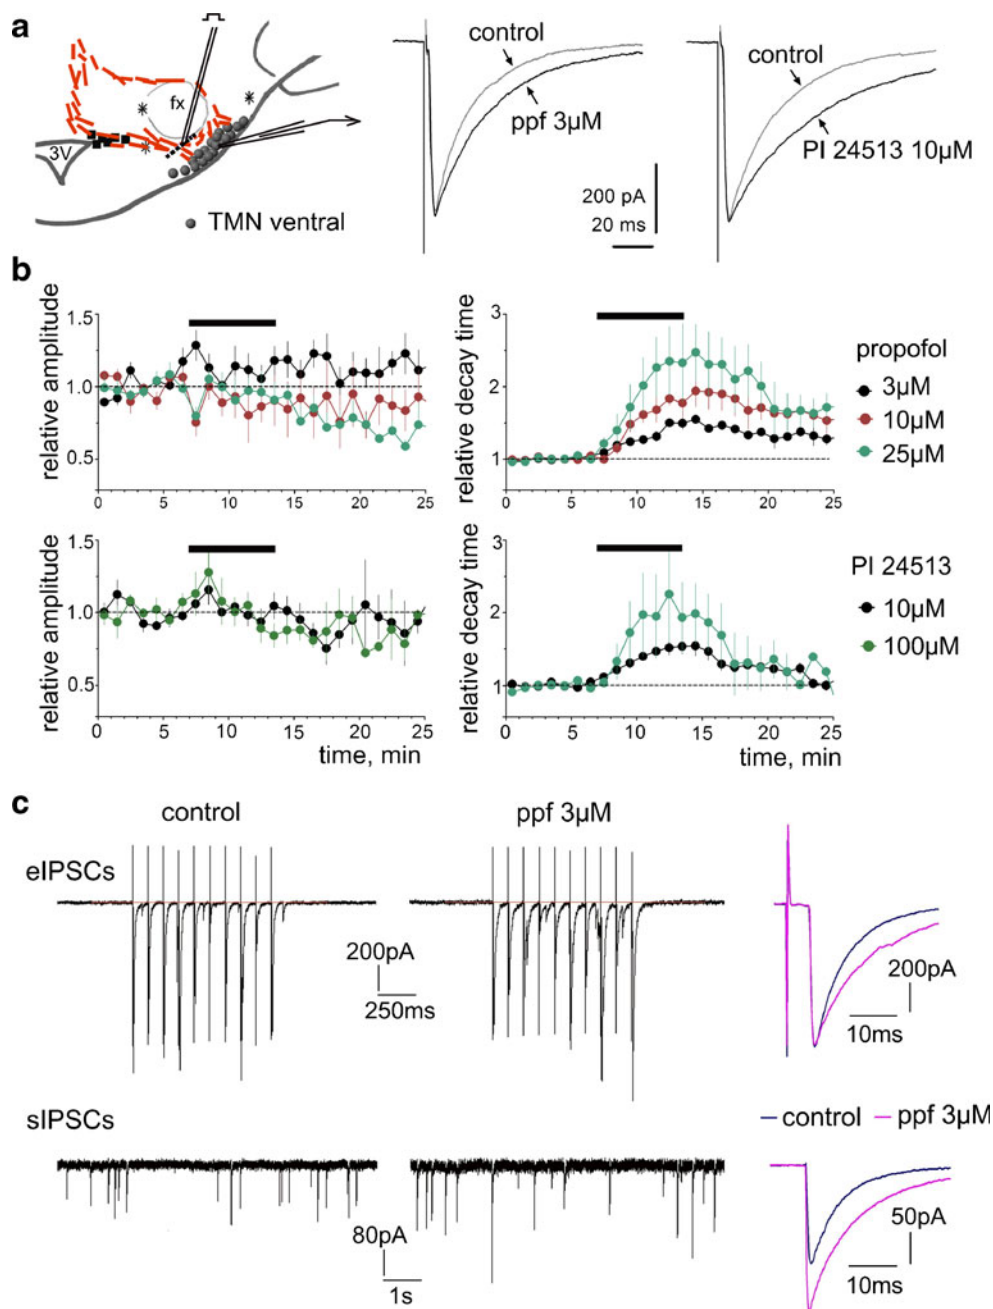 a
fx
3V
TMN ventral
control
ppf 3µM
control
PI 24513 10µM
200 pA
20 ms
b
relative amplitude
1.5
1.0
0.5
0 5 10 15 20 25
relative decay time
3
2
1
0 5 10 15 20 25
propofol
3µM
10µM
25µM
relative amplitude
1.5
1.0
0.5
0 5 10 15 20 25
time, min
relative decay time
3
2
1
0 5 10 15 20 25
time, min
PI 24513
10µM
100µM
c
control
ppf 3µM
eIPSCs
200pA
250ms
200pA
10ms
sIPSCs
control ppf 3µM
80pA
1s
50pA
10ms